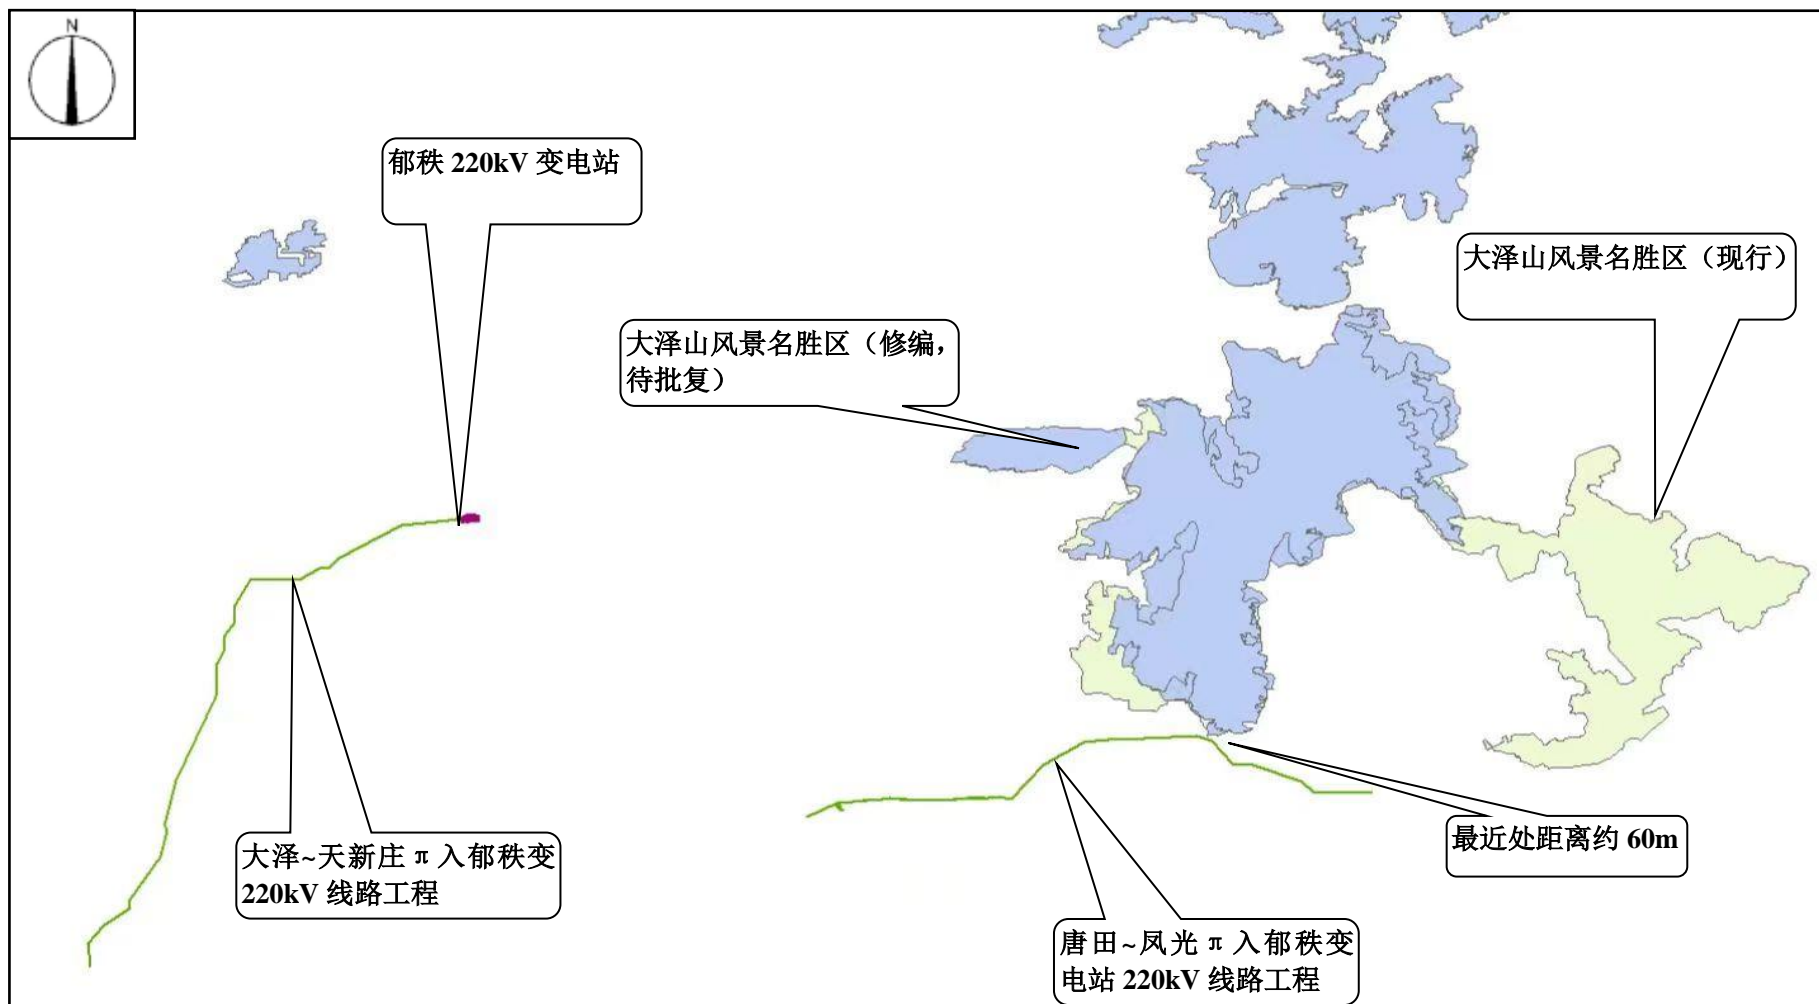 N
郁秩 220kV 变电站
大泽山风景名胜区（现行）
大泽山风景名胜区（修编，
待批复）
大泽~天新庄 π 入郁秩变
220kV 线路工程
最近处距离约 60m
唐田~凤光 π 入郁秩变
电站 220kV 线路工程